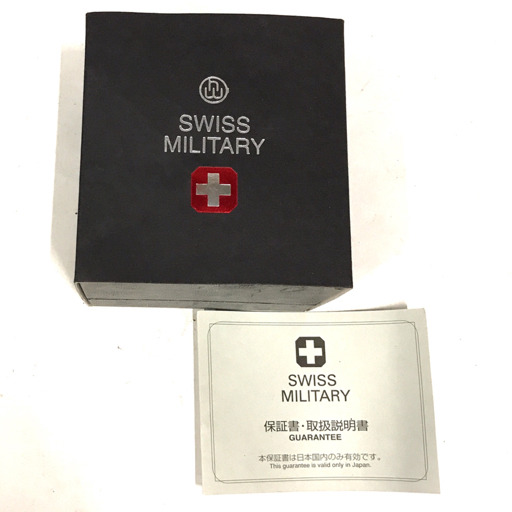 SWISS
MILITARY
SWISS
MILITARY
保証書・取扱説明書
GUARANTEE
本保証書は日本国内のみ有効です。
This guarantee is valid only in Japan.